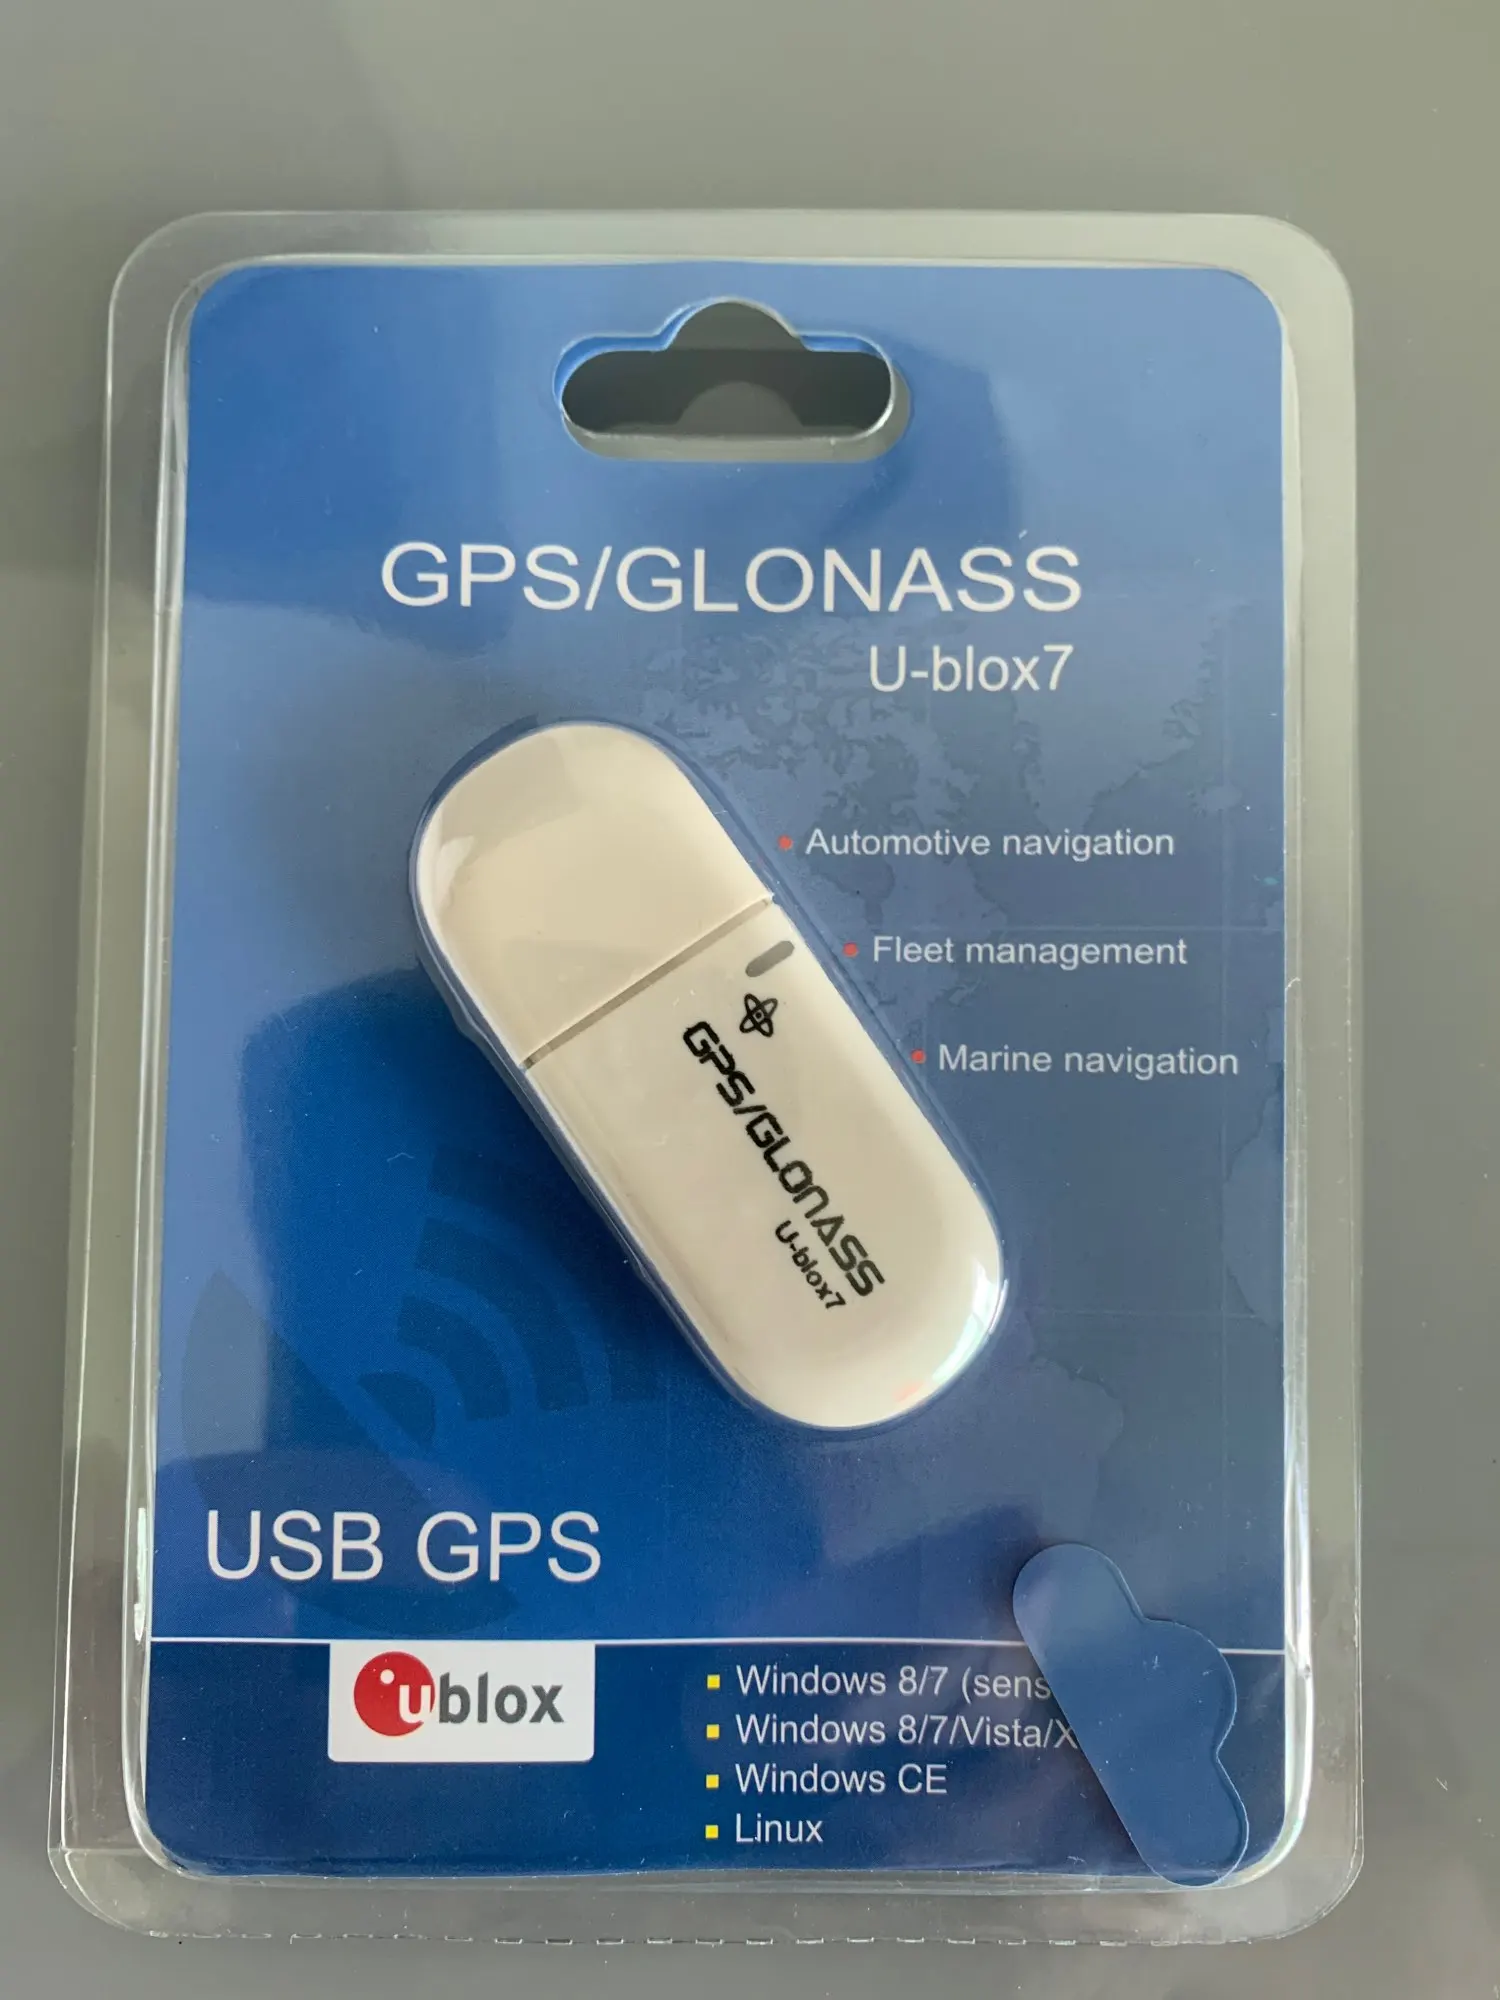 GPS/GLONASS
U-blox7
Automotive navigation
Fleet management
Marine navigation
GPS/GLONASS
U-blox7
USB GPS
ublox
Windows 8/7 (sens
Windows 8/7/Vista/X
Windows CE
Linux